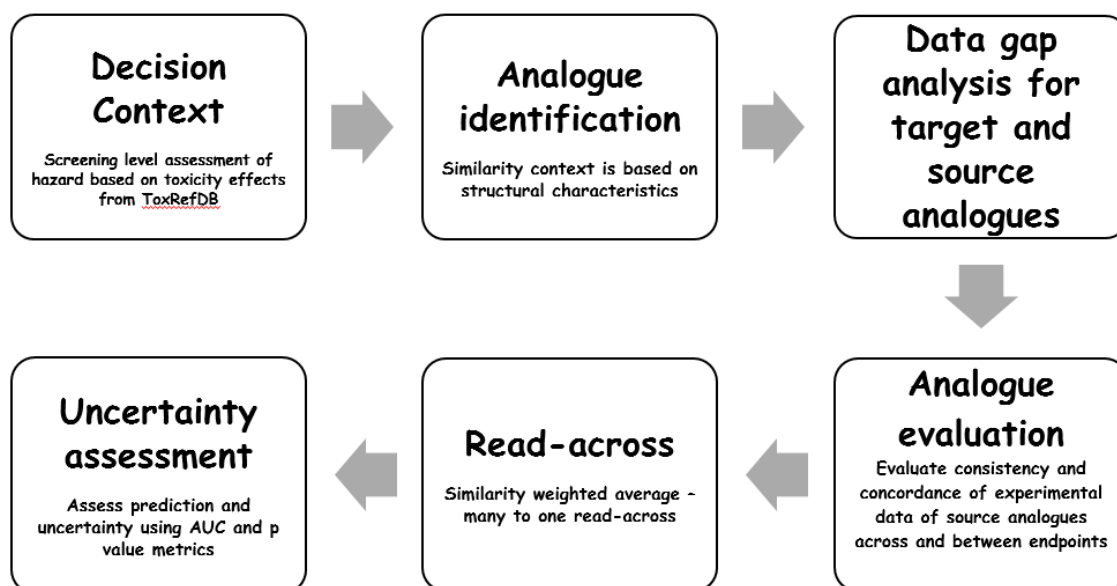 Decision
Context
Screening level assessment of
hazard based on toxicity effects
from ToxRefDB
Analogue
identification
Similarity context is based on
structural characteristics
Data gap
analysis for
target and
source
analogues
Analogue
evaluation
Evaluate consistency and
concordance of experimental
data of source analogues
across and between endpoints
Read-across
Similarity weighted average -
many to one read-across
Uncertainty
assessment
Assess prediction and
uncertainty using AUC and p
value metrics